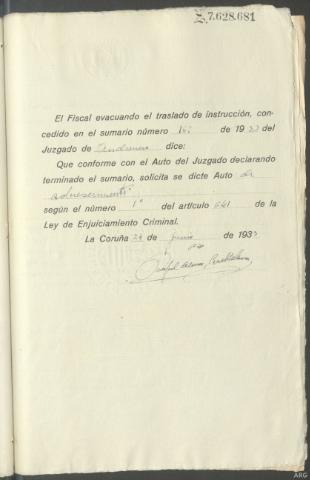 Z.7.628.681
El Fiscal evacuando el traslado de instrucción, con-
cedido en el sumario número de 1933 del
Juzgado de dice:
Que conforme con el Auto del Juzgado declarando
terminado el sumario, solicita se dicte Auto de
sobreseimiento
según el número 1º del artículo 641 de la
Ley de Enjuiciamiento Criminal.
La Coruña 24 de junio de 1933
ARG